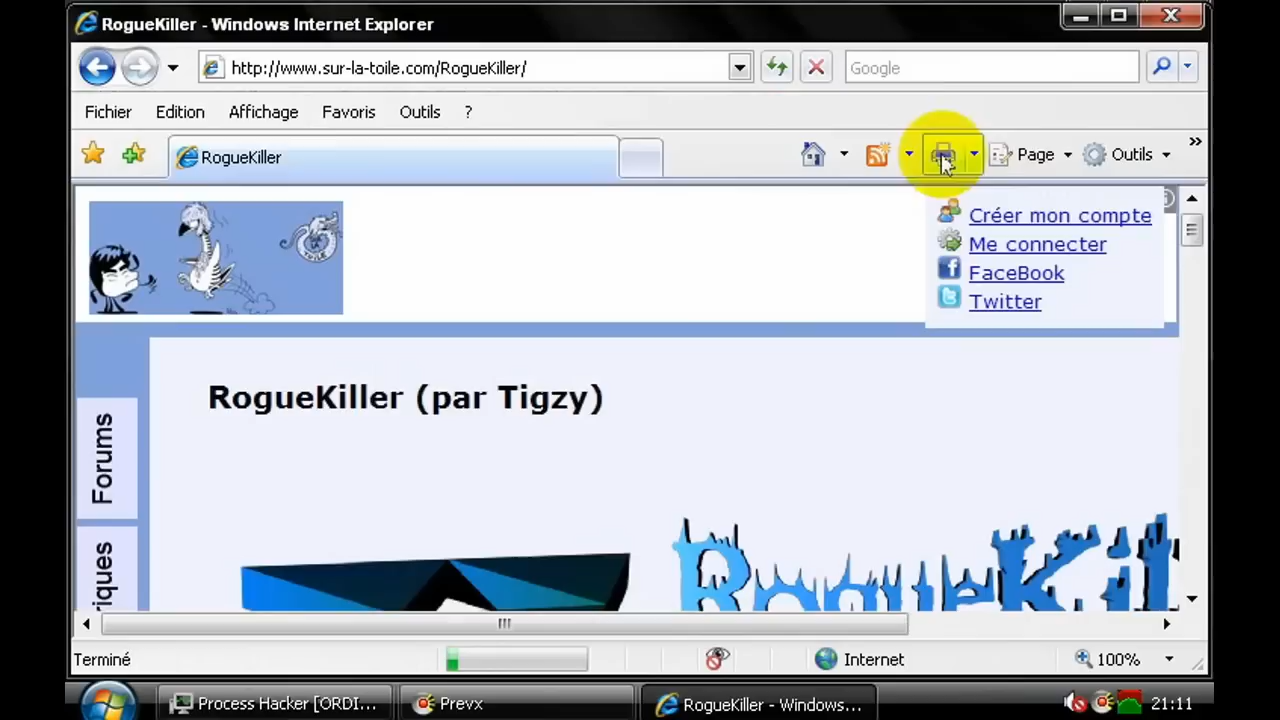 RogueKiller - Windows Internet Explorer
http://www.sur-la-toile.com/RogueKiller/
Google
Fichier Edition Affichage Favoris Outils ?
RogueKiller
Page Outils »
Créer mon compte
Me connecter
FaceBook
Twitter
RogueKiller (par Tigzy)
Forums
riques
RogueKil
Terminé
Internet
100%
Process Hacker [ORDI...
Prevx
RogueKiller - Windows...
21:11